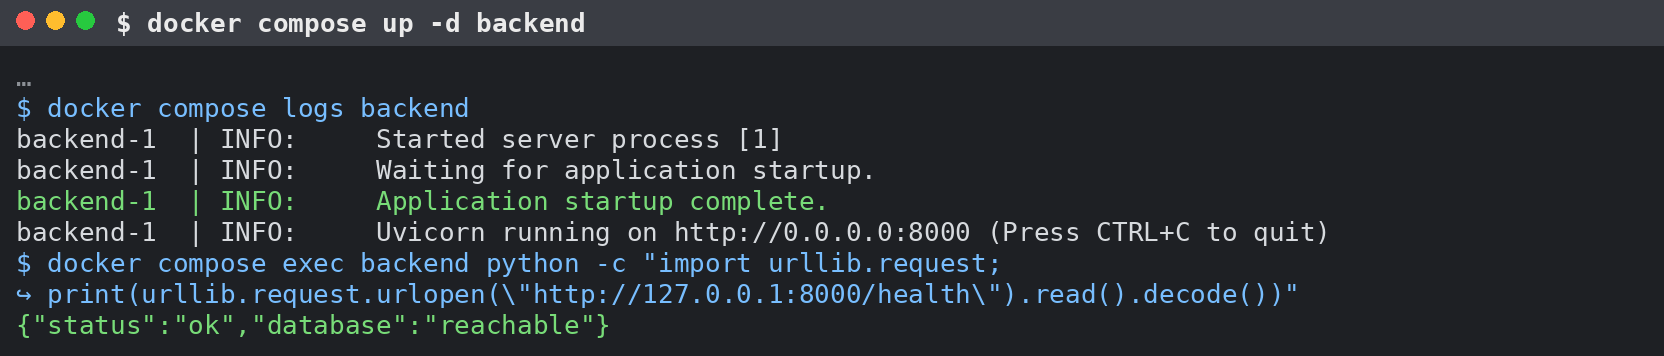 $ docker compose up -d backend
…
$ docker compose logs backend
backend-1  | INFO:     Started server process [1]
backend-1  | INFO:     Waiting for application startup.
backend-1  | INFO:     Application startup complete.
backend-1  | INFO:     Uvicorn running on http://0.0.0.0:8000 (Press CTRL+C to quit)
$ docker compose exec backend python -c "import urllib.request;
↪ print(urllib.request.urlopen(\"http://127.0.0.1:8000/health\").read().decode())"
{"status":"ok","database":"reachable"}